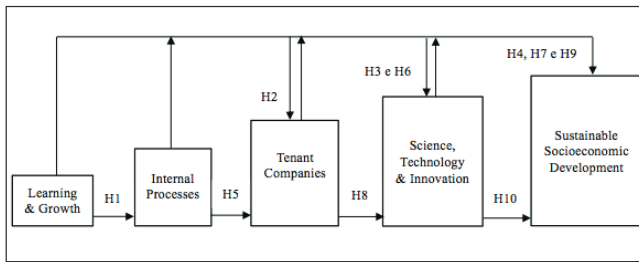 H4, H7 e H9
H3 e H6
H2
Learning
& Growth
H1
Internal
Processes
H5
Tenant
Companies
H8
Science,
Technology
& Innovation
H10
Sustainable
Socioeconomic
Development